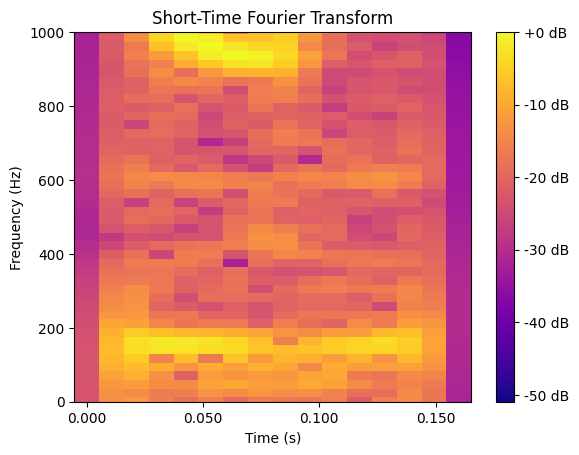 Short-Time Fourier Transform
1000
800
600
400
200
0
Frequency (Hz)
0.000
0.050
0.100
0.150
Time (s)
+0 dB
-10 dB
-20 dB
-30 dB
-40 dB
-50 dB